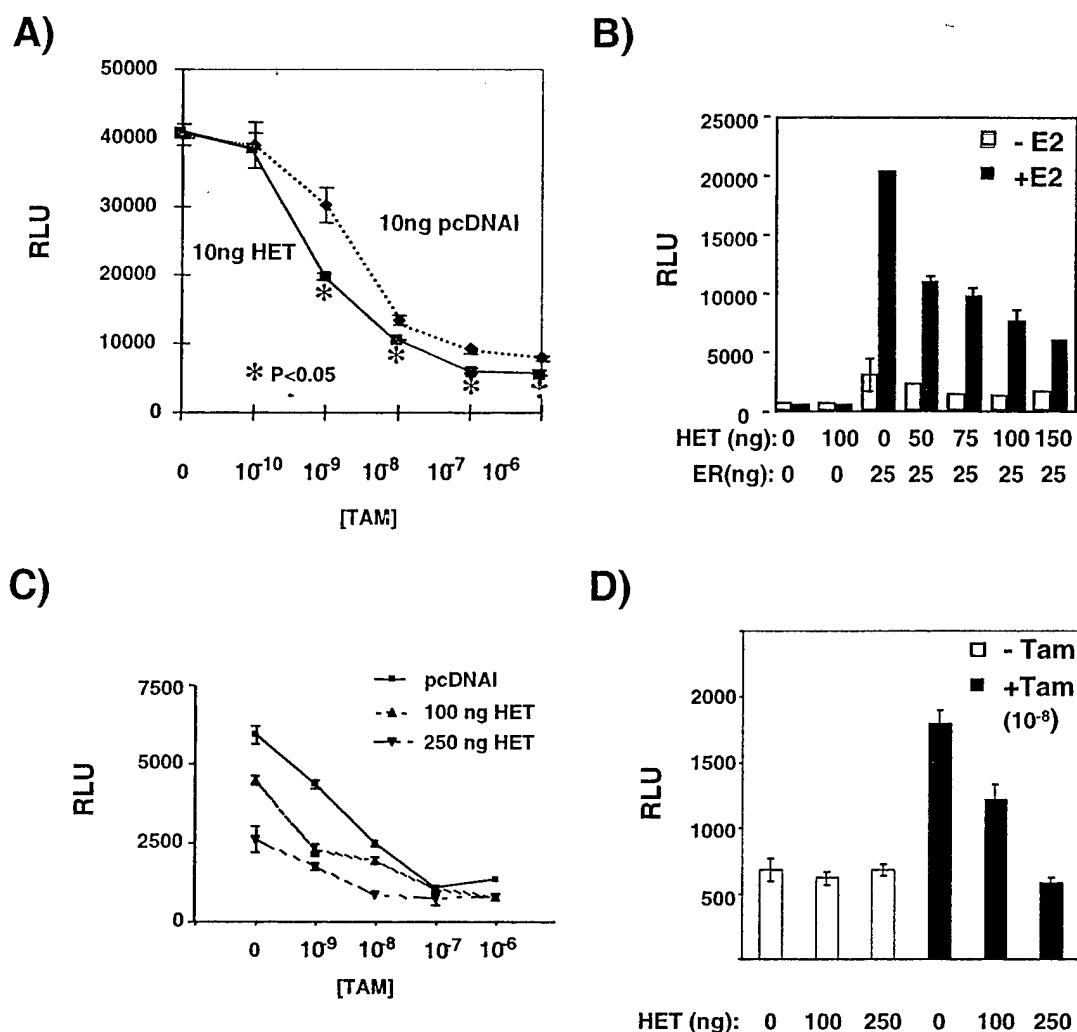 A)
50000
40000
30000
20000
10000
0
RLU
10ng pcDNAI
10ng HET
* P<0.05
0 10-10 10-9 10-8 10-7 10-6
[TAM]
B)
25000
20000
15000
10000
5000
0
RLU
- E2
+E2
HET (ng): 0 100 0 50 75 100 150
ER(ng): 0 0 25 25 25 25 25
C)
7500
5000
2500
0
RLU
pcDNAI
100 ng HET
250 ng HET
0 10-9 10-8 10-7 10-6
[TAM]
D)
2000
1500
1000
500
RLU
- Tam
+Tam
(10-8)
HET (ng): 0 100 250 0 100 250